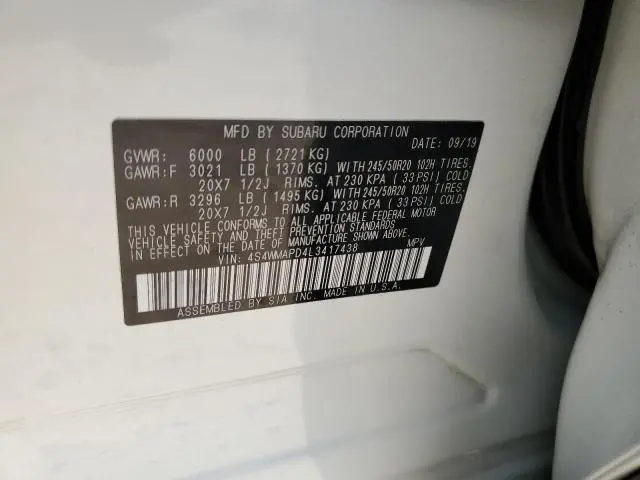 MFD BY SUBARU CORPORATION
DATE: 09/19
GVWR: 6000 LB (2721 KG)
GAWR:F 3021 LB (1370 KG) WITH 245/50R20 102H TIRES.
20X7 1/2J RIMS. AT 230 KPA (33 PSI) COLD
GAWR:R 3296 LB (1495 KG) WITH 245/50R20 102H TIRES.
20X7 1/2J RIMS. AT 230 KPA (33 PSI) COLD
THIS VEHICLE CONFORMS TO ALL APPLICABLE FEDERAL MOTOR
VEHICLE SAFETY AND THEFT PREVENTION STANDARDS IN EFFECT
ON THE DATE OF MANUFACTURE SHOWN ABOVE.
VIN: 4S4WMAPD4L3417438 MPV
ASSEMBLED BY SIA INC. MADE IN U.S.A.